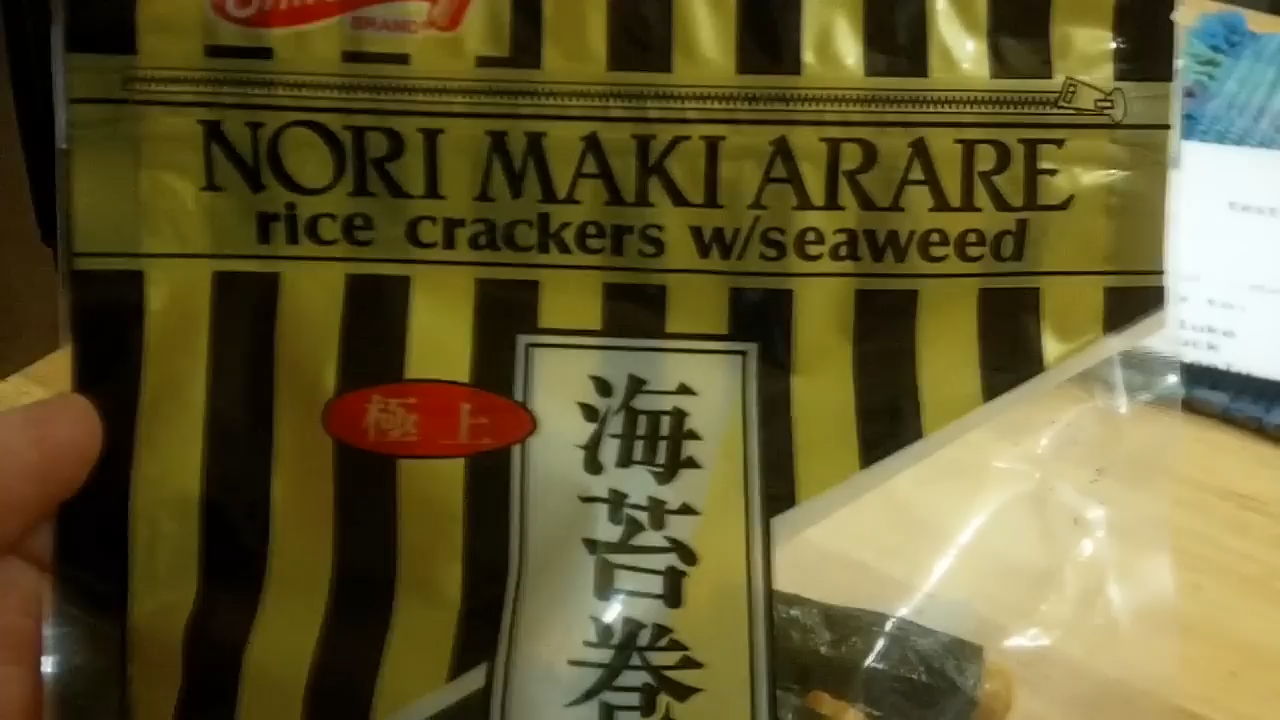 BRAND
NORI MAKI ARARE
rice crackers w/seaweed
極上
海苔巻